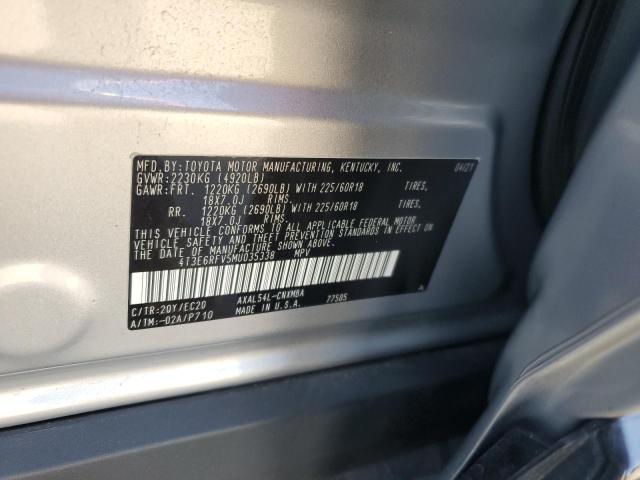 MFD.BY:TOYOTA MOTOR MANUFACTURING, KENTUCKY, INC. 04/21
GVWR:2230KG (4920LB)
GAWR:FRT. 1220KG (2690LB) WITH 225/60R18 TIRES,
18X7.0J RIMS.
RR. 1220KG (2690LB) WITH 225/60R18 TIRES,
18X7.0J RIMS.
THIS VEHICLE CONFORMS TO ALL APPLICABLE FEDERAL MOTOR
VEHICLE SAFETY AND BUMPER STANDARDS IN EFFECT ON THE DATE OF
MANUFACTURE SHOWN ABOVE.
4T3E6RFV5MU035338 MPV
C/TR:20Y/EC20 AXAL54L-CNXMBA 77505
A/TM:-02A/P710 MADE IN U.S.A.